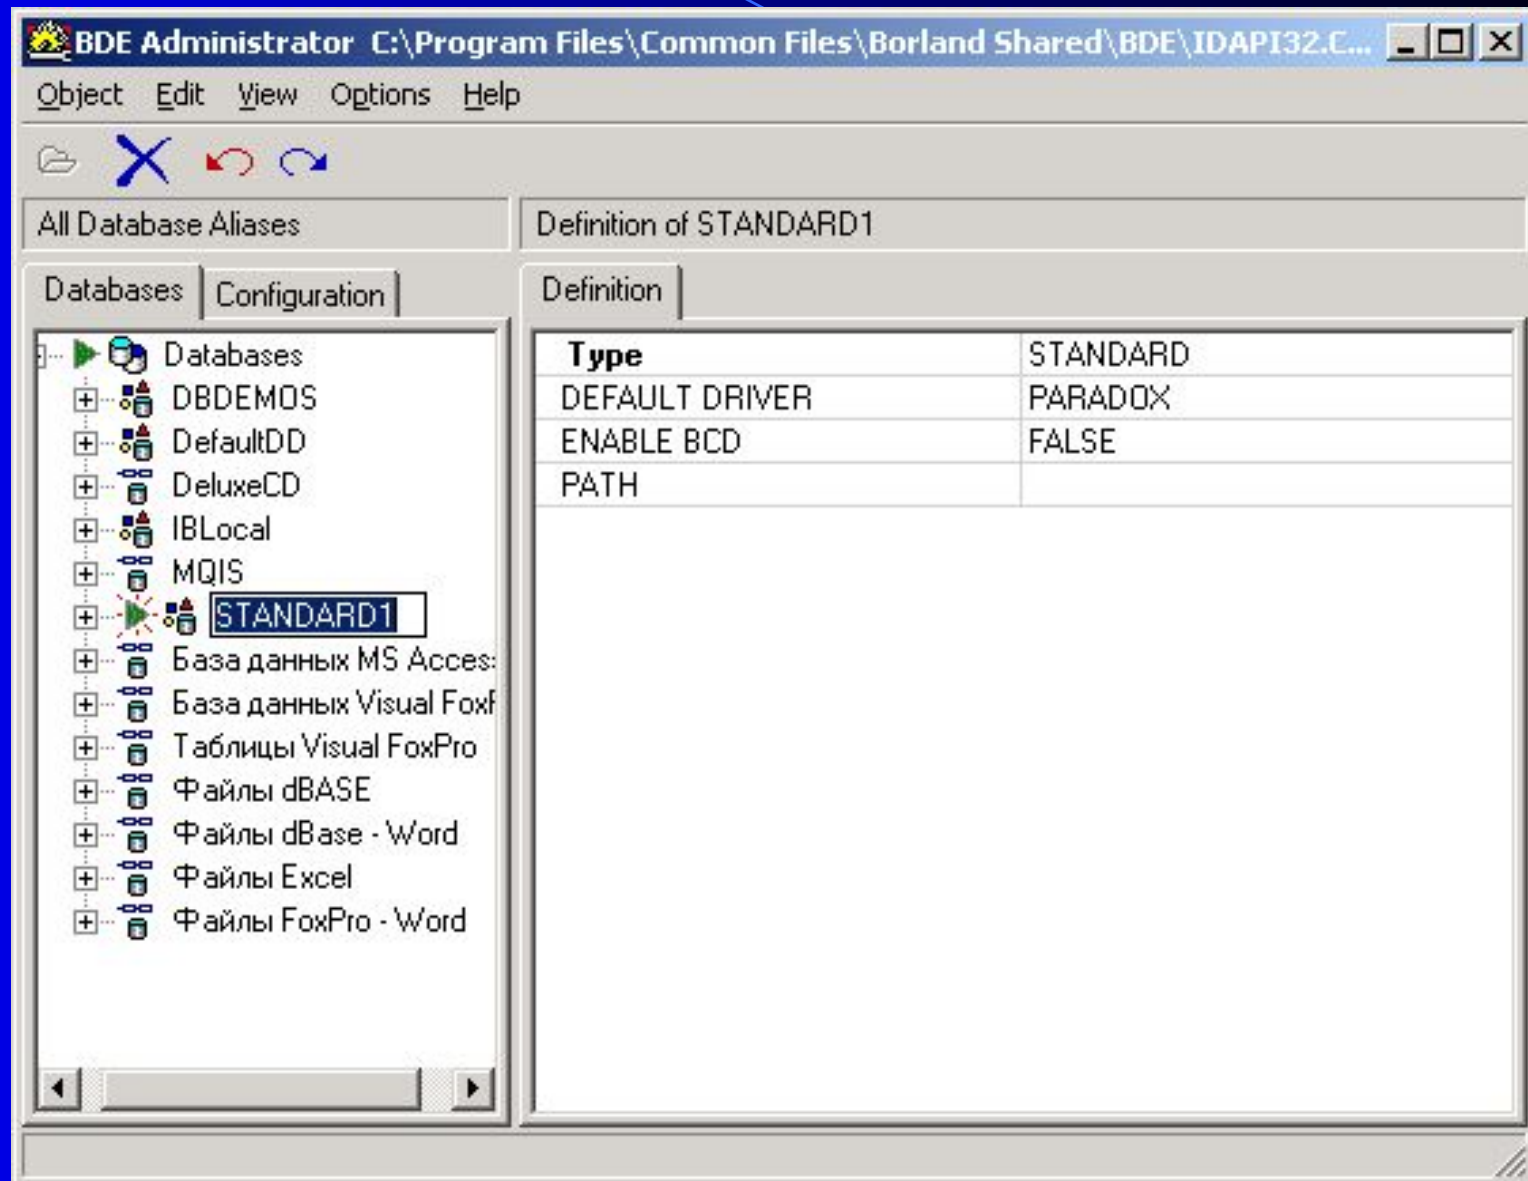 BDE Administrator C:\Program Files\Common Files\Borland Shared\BDE\IDAPI32.C...
Object Edit View Options Help
All Database Aliases
Definition of STANDARD1
Databases Configuration
Definition
Databases
DBDEMOS
DefaultDD
DeluxeCD
IBLocal
MQIS
STANDARD1
База данных MS Acces
База данных Visual Fox
Таблицы Visual FoxPro
Файлы dBASE
Файлы dBase - Word
Файлы Excel
Файлы FoxPro - Word
Type STANDARD
DEFAULT DRIVER PARADOX
ENABLE BCD FALSE
PATH